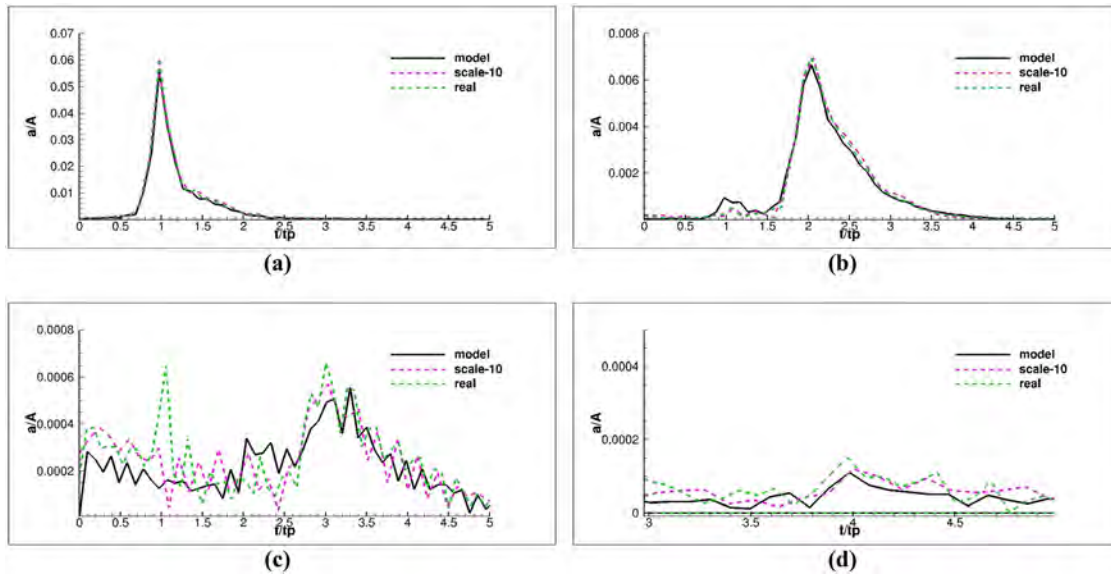 0.07
0.06
0.05
0.04
0.03
0.02
0.01
a/A
0 0.5 1 1.5 2 2.5 3 3.5 4 4.5 5
t/tp
model
scale-10
real
(a)
0.008
0.006
0.004
0.002
a/A
0 0.5 1 1.5 2 2.5 3 3.5 4 4.5 5
t/tp
model
scale-10
real
(b)
0.0008
0.0006
0.0004
0.0002
a/A
0 0.5 1 1.5 2 2.5 3 3.5 4 4.5 5
t/tp
model
scale-10
real
(c)
0.0004
0.0002
0
a/A
3 3.5 4 4.5
t/tp
model
scale-10
real
(d)